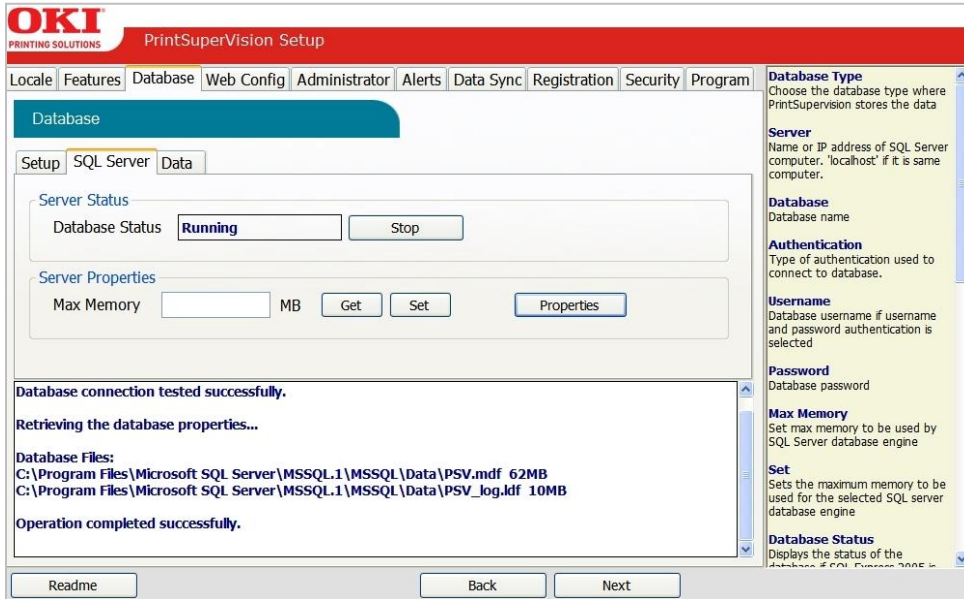 OKI
PRINTING SOLUTIONS
PrintSuperVision Setup
Locale Features Database Web Config Administrator Alerts Data Sync Registration Security Program
Database
Setup SQL Server Data
Server Status
Database Status Running Stop
Server Properties
Max Memory MB Get Set Properties
Database connection tested successfully.
Retrieving the database properties...
Database Files:
C:\Program Files\Microsoft SQL Server\MSSQL.1\MSSQL\Data\PSV.mdf 62MB
C:\Program Files\Microsoft SQL Server\MSSQL.1\MSSQL\Data\PSV_log.ldf 10MB
Operation completed successfully.
Database Type
Choose the database type where
PrintSupervision stores the data
Server
Name or IP address of SQL Server
computer. 'localhost' if it is same
computer.
Database
Database name
Authentication
Type of authentication used to
connect to database.
Username
Database username if username
and password authentication is
selected
Password
Database password
Max Memory
Set max memory to be used by
SQL Server database engine
Set
Sets the maximum memory to be
used for the selected SQL server
database engine
Database Status
Displays the status of the
database if SQL Express 2005 is
Readme Back Next